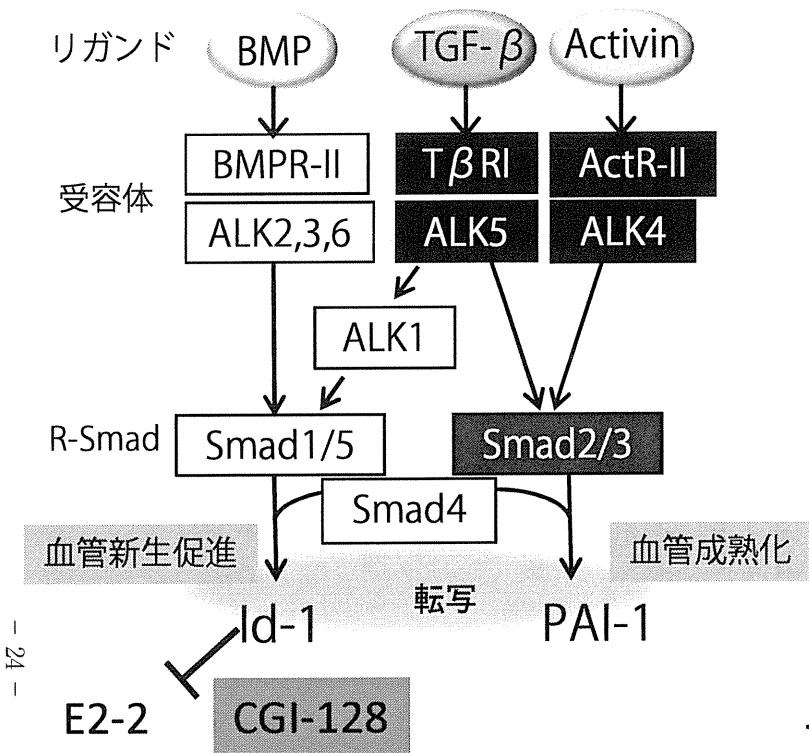 リガンド BMP TGF-β Activin
BMPR-II TβRI ActR-II
受容体
ALK2,3,6 ALK5 ALK4
ALK1
R-Smad Smad1/5 Smad2/3
Smad4
血管新生促進 血管成熟化
転写
Id-1 PAI-1
E2-2 CGI-128
- 24 -